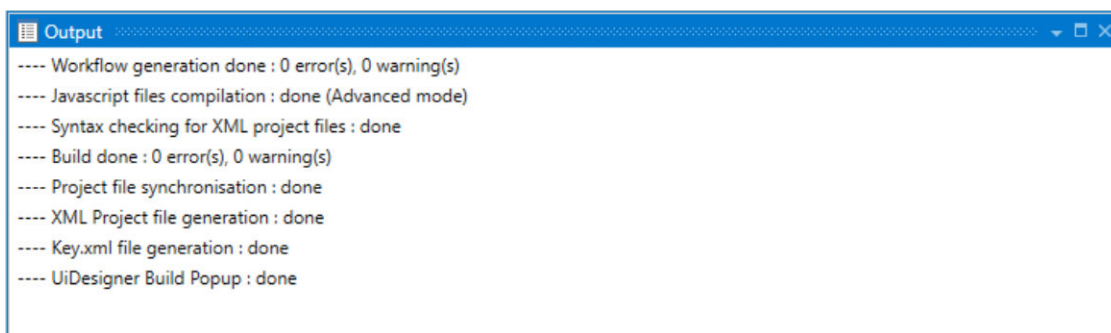 Output
---- Workflow generation done : 0 error(s), 0 warning(s)
---- Javascript files compilation : done (Advanced mode)
---- Syntax checking for XML project files : done
---- Build done : 0 error(s), 0 warning(s)
---- Project file synchronisation : done
---- XML Project file generation : done
---- Key.xml file generation : done
---- UiDesigner Build Popup : done